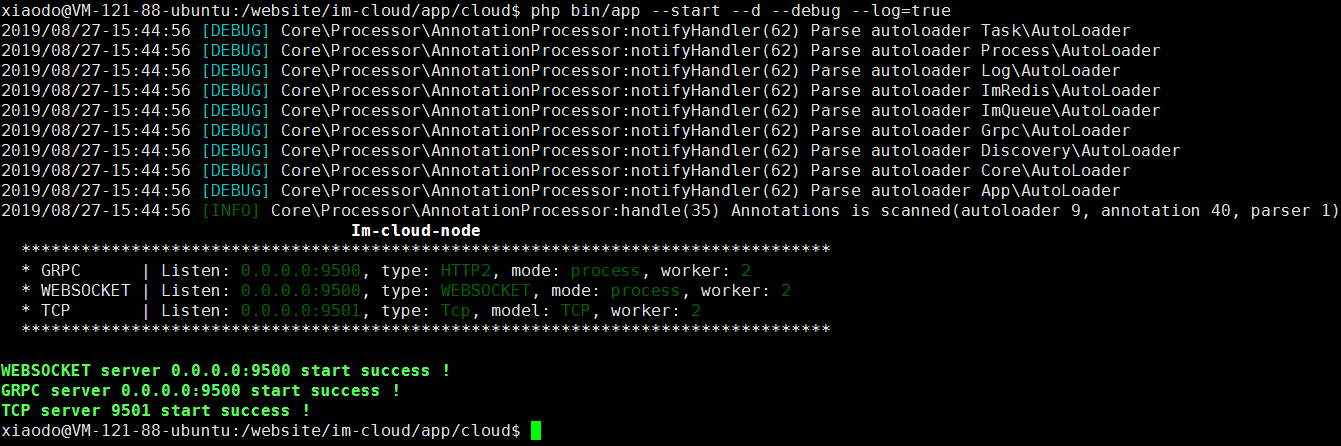 xiaodo@VM-121-88-ubuntu:/website/im-cloud/app/cloud$ php bin/app --start --d --debug --log=true
2019/08/27-15:44:56 [DEBUG] Core\Processor\AnnotationProcessor:notifyHandler(62) Parse autoloader Task\AutoLoader
2019/08/27-15:44:56 [DEBUG] Core\Processor\AnnotationProcessor:notifyHandler(62) Parse autoloader Process\AutoLoader
2019/08/27-15:44:56 [DEBUG] Core\Processor\AnnotationProcessor:notifyHandler(62) Parse autoloader Log\AutoLoader
2019/08/27-15:44:56 [DEBUG] Core\Processor\AnnotationProcessor:notifyHandler(62) Parse autoloader ImRedis\AutoLoader
2019/08/27-15:44:56 [DEBUG] Core\Processor\AnnotationProcessor:notifyHandler(62) Parse autoloader ImQueue\AutoLoader
2019/08/27-15:44:56 [DEBUG] Core\Processor\AnnotationProcessor:notifyHandler(62) Parse autoloader Grpc\AutoLoader
2019/08/27-15:44:56 [DEBUG] Core\Processor\AnnotationProcessor:notifyHandler(62) Parse autoloader Discovery\AutoLoader
2019/08/27-15:44:56 [DEBUG] Core\Processor\AnnotationProcessor:notifyHandler(62) Parse autoloader Core\AutoLoader
2019/08/27-15:44:56 [DEBUG] Core\Processor\AnnotationProcessor:notifyHandler(62) Parse autoloader App\AutoLoader
2019/08/27-15:44:56 [INFO] Core\Processor\AnnotationProcessor:handle(35) Annotations is scanned(autoloader 9, annotation 40, parser 1)
Im-cloud-node
*********************************************************************************
* GRPC      | Listen: 0.0.0.0:9500, type: HTTP2, mode: process, worker: 2
* WEBSOCKET | Listen: 0.0.0.0:9500, type: WEBSOCKET, mode: process, worker: 2
* TCP       | Listen: 0.0.0.0:9501, type: Tcp, model: TCP, worker: 2
*********************************************************************************
WEBSOCKET server 0.0.0.0:9500 start success !
GRPC server 0.0.0.0:9500 start success !
TCP server 9501 start success !
xiaodo@VM-121-88-ubuntu:/website/im-cloud/app/cloud$